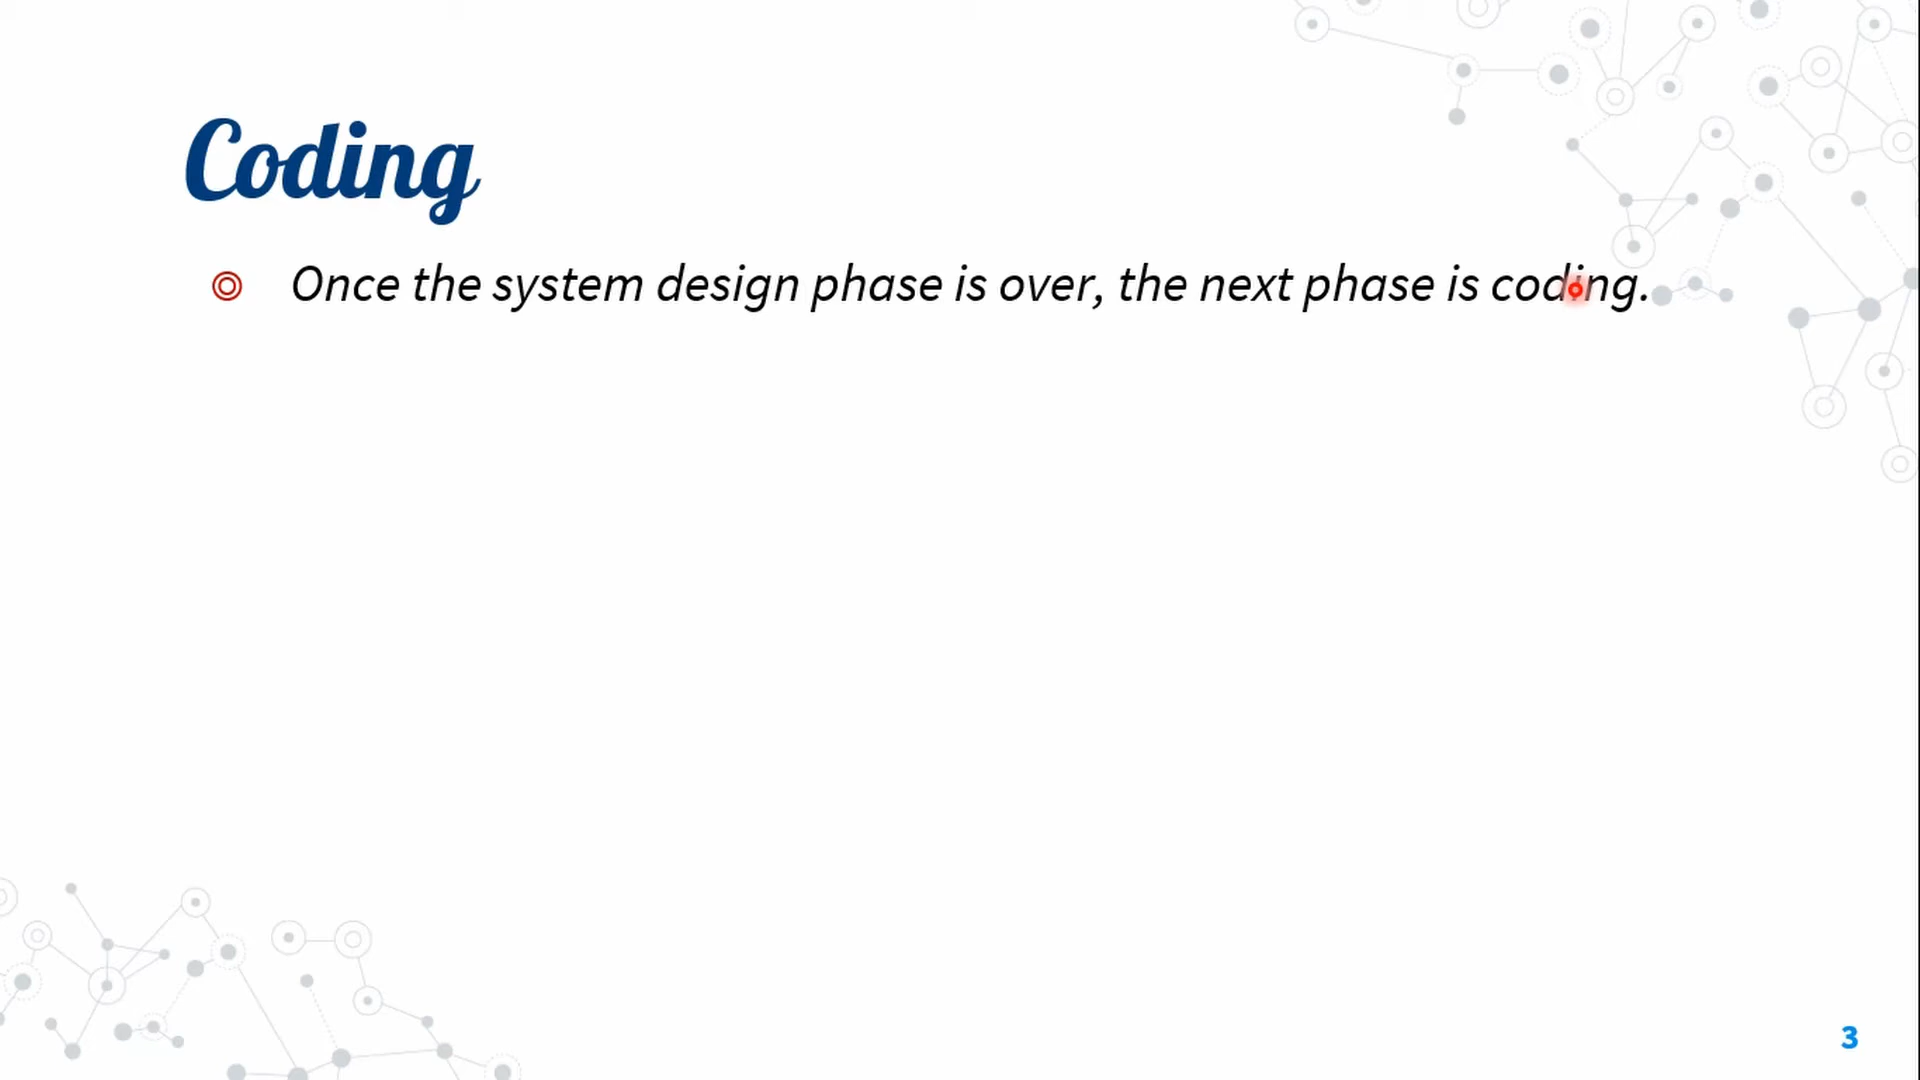 Coding
Once the system design phase is over, the next phase is coding.
3